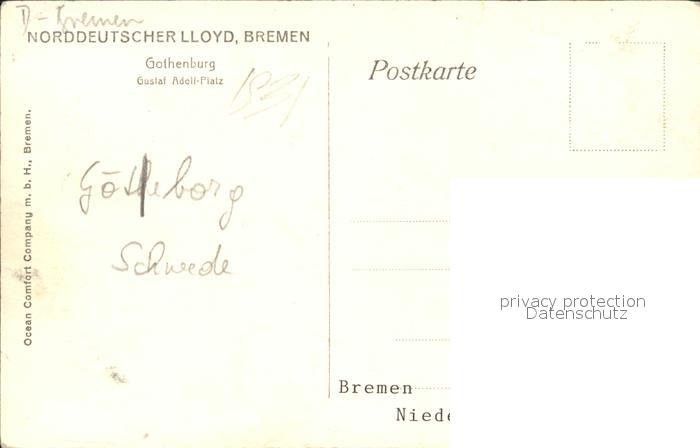 D - Bremen
NORDDEUTSCHER LLOYD, BREMEN
Gothenburg
Gustaf Adolf-Platz
Göteborg
Schwede
Ocean Comfort Company m. b. H., Bremen.
Postkarte
privacy protection
Datenschutz
Bremen
Niede